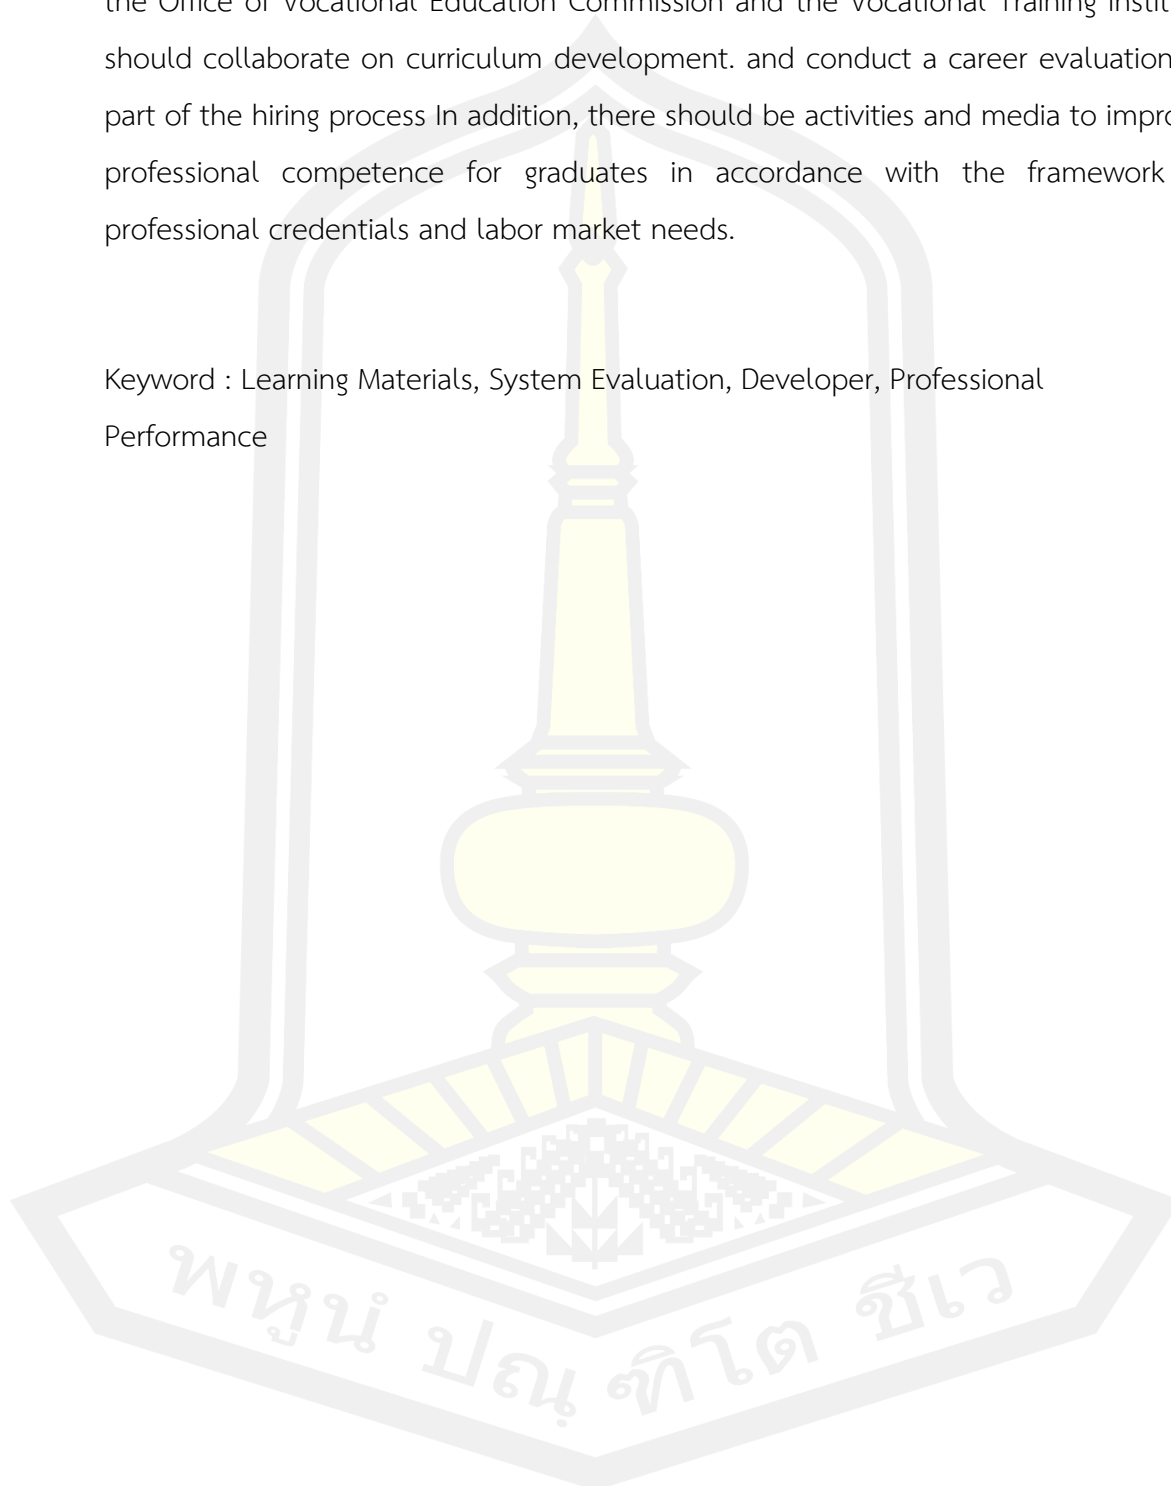 the Office of Vocational Education Commission and the Vocational Training
should collaborate on curriculum development. and conduct a career evaluation
part of the hiring process In addition, there should be activities and media to
professional competence for graduates in accordance with the framework
professional credentials and labor market needs.
Keyword : Learning Materials, System Evaluation, Developer, Professional
Performance
พหูนํ ปณฺฑิโต ชีเว